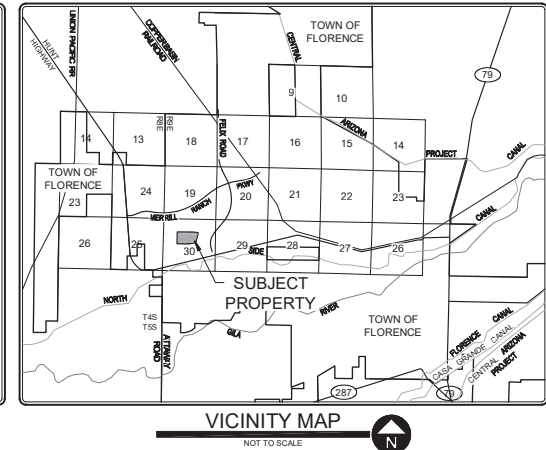 TOWN OF
FLORENCE
UNION PACIFIC RR
HUNT
HIGHWAY
COPPER BASIN
RAILROAD
CENTRAL
79
9
10
R8E
R9E
FELIX ROAD
ARIZONA
14
13
18
17
16
15
14
PROJECT
CANAL
TOWN OF
FLORENCE
23
24
19
20
21
22
23
MERRILL
RANCH
PKWY
CANAL
26
25
30
29
SIDE
28
27
26
SUBJECT
PROPERTY
NORTH
T4S
T5S
GILA
RIVER
ATTAWAY
ROAD
TOWN OF
FLORENCE
FLORENCE CANAL
CASA GRANDE CANAL
CENTRAL ARIZONA
PROJECT
287
79
VICINITY MAP
NOT TO SCALE
N